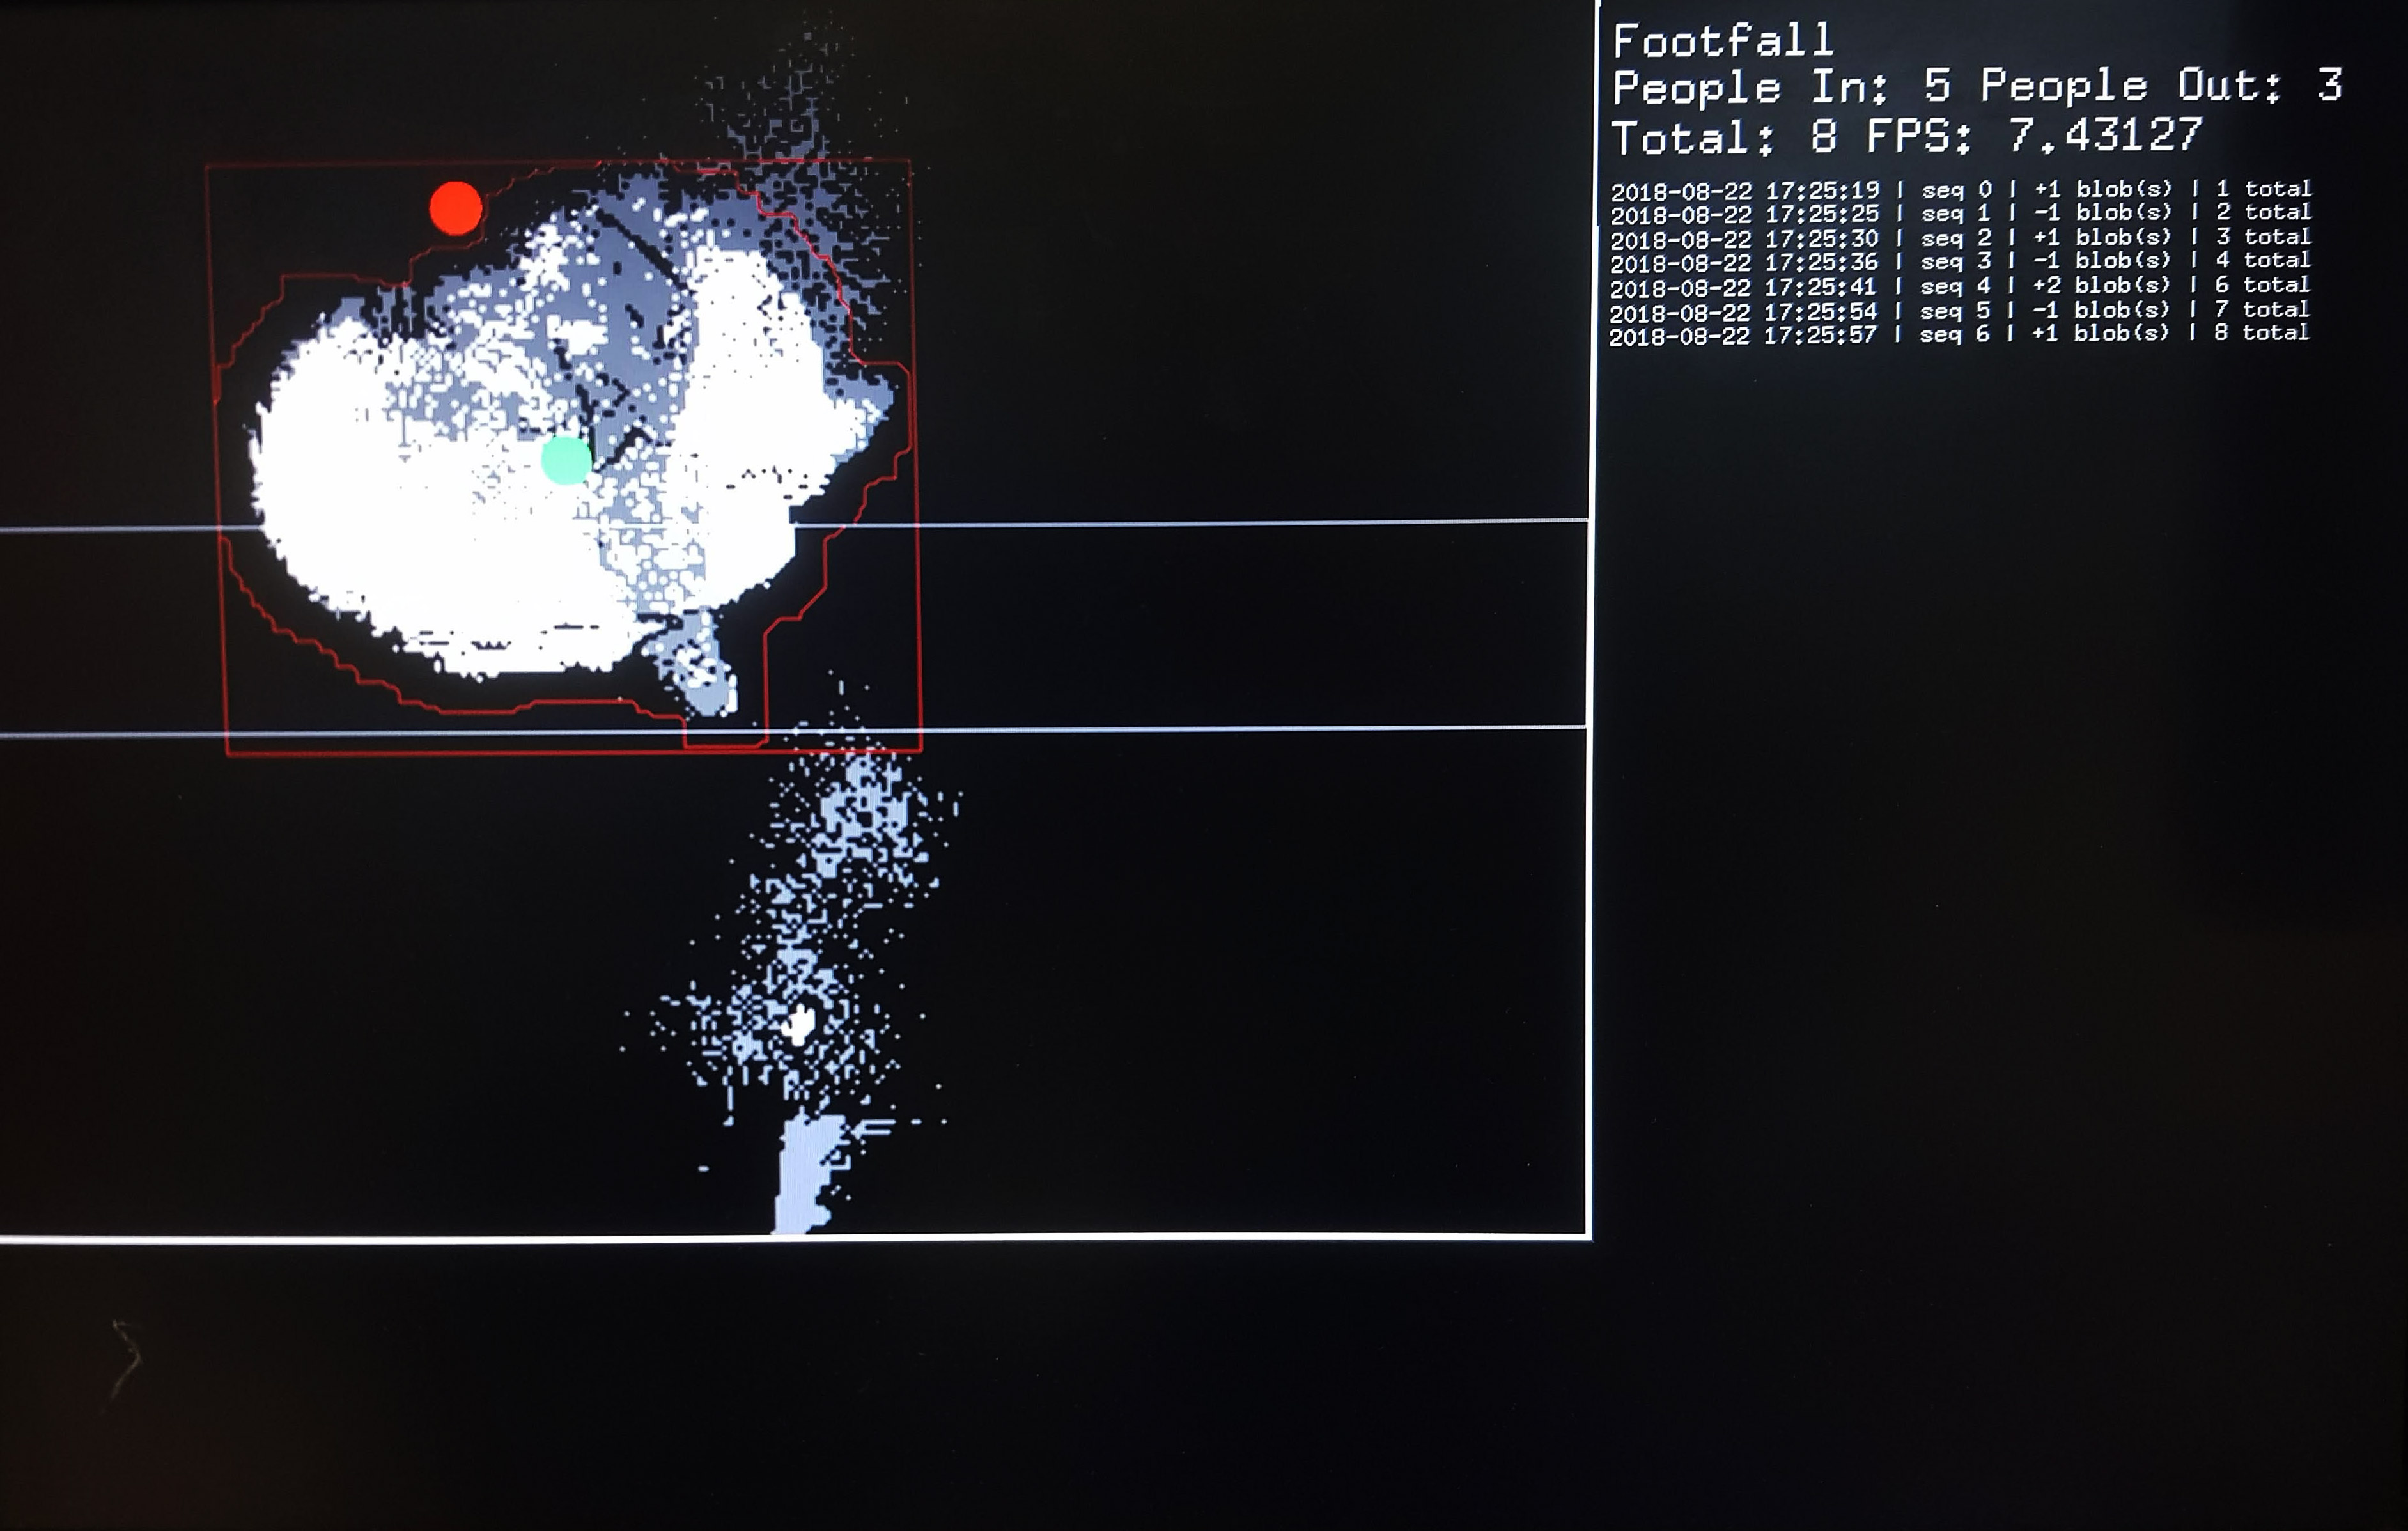 Footfall
People In: 5 People Out: 3
Total: 8 FPS: 7.43127
2018-08-22 17:25:19 | seq 0 | +1 blob(s) | 1 total
2018-08-22 17:25:25 | seq 1 | -1 blob(s) | 2 total
2018-08-22 17:25:30 | seq 2 | +1 blob(s) | 3 total
2018-08-22 17:25:36 | seq 3 | -1 blob(s) | 4 total
2018-08-22 17:25:41 | seq 4 | +2 blob(s) | 6 total
2018-08-22 17:25:54 | seq 5 | -1 blob(s) | 7 total
2018-08-22 17:25:57 | seq 6 | +1 blob(s) | 8 total